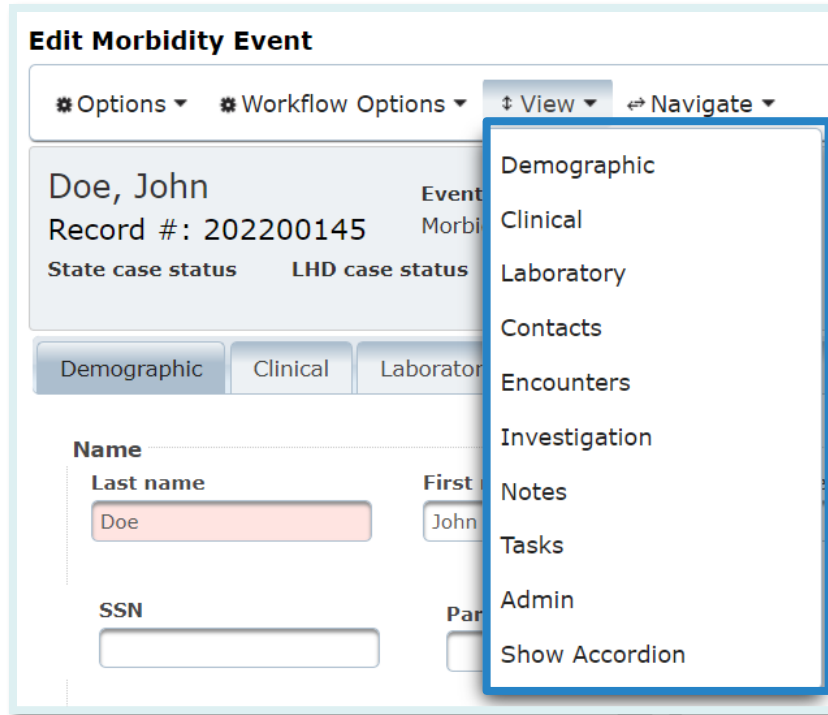 Edit Morbidity Event
Options View Workflow Options Navigate
Doe, John
Event
Record #: 202200145
Morbi
State case status LHD case status
Demographic Clinical Laborator
Name
Last name First
Doe John
SSN Par
Demographic
Clinical
Laboratory
Contacts
Encounters
Investigation
Notes
Tasks
Admin
Show Accordion